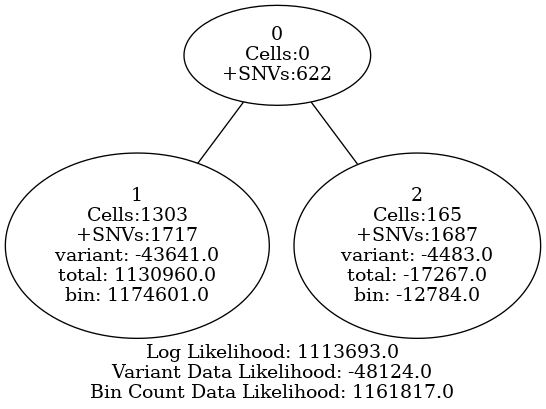 0
Cells:0
+SNVs:622
1
Cells:1303
+SNVs:1717
variant: -43641.0
total: 1130960.0
bin: 1174601.0
2
Cells:165
+SNVs:1687
variant: -4483.0
total: -17267.0
bin: -12784.0
Log Likelihood: 1113693.0
Variant Data Likelihood: -48124.0
Bin Count Data Likelihood: 1161817.0